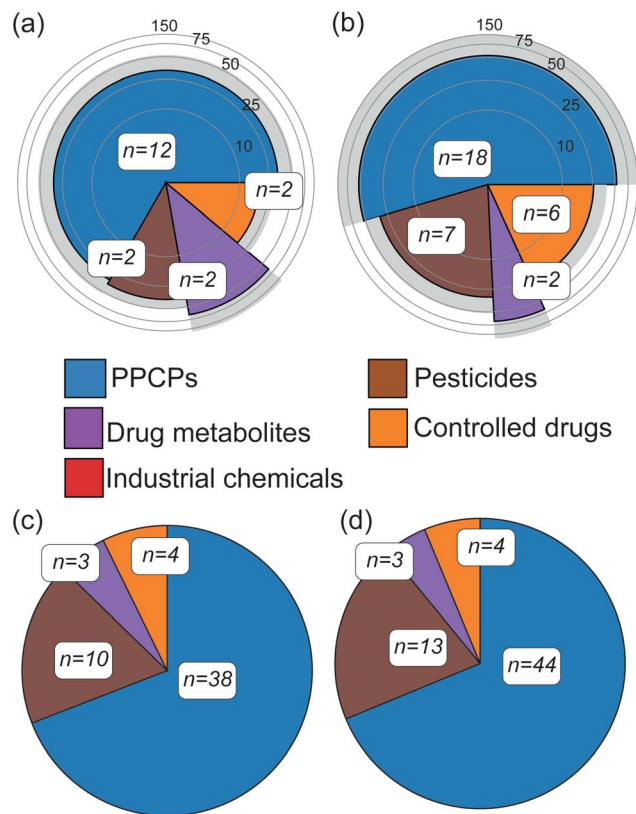 (a)
150
75
50
25
10
n=12
n=2
n=2
n=2
(b)
150
75
50
25
10
n=18
n=6
n=7
n=2
PPCPs
Pesticides
Drug metabolites
Controlled drugs
Industrial chemicals
(c)
n=3
n=4
n=10
n=38
(d)
n=3
n=4
n=13
n=44